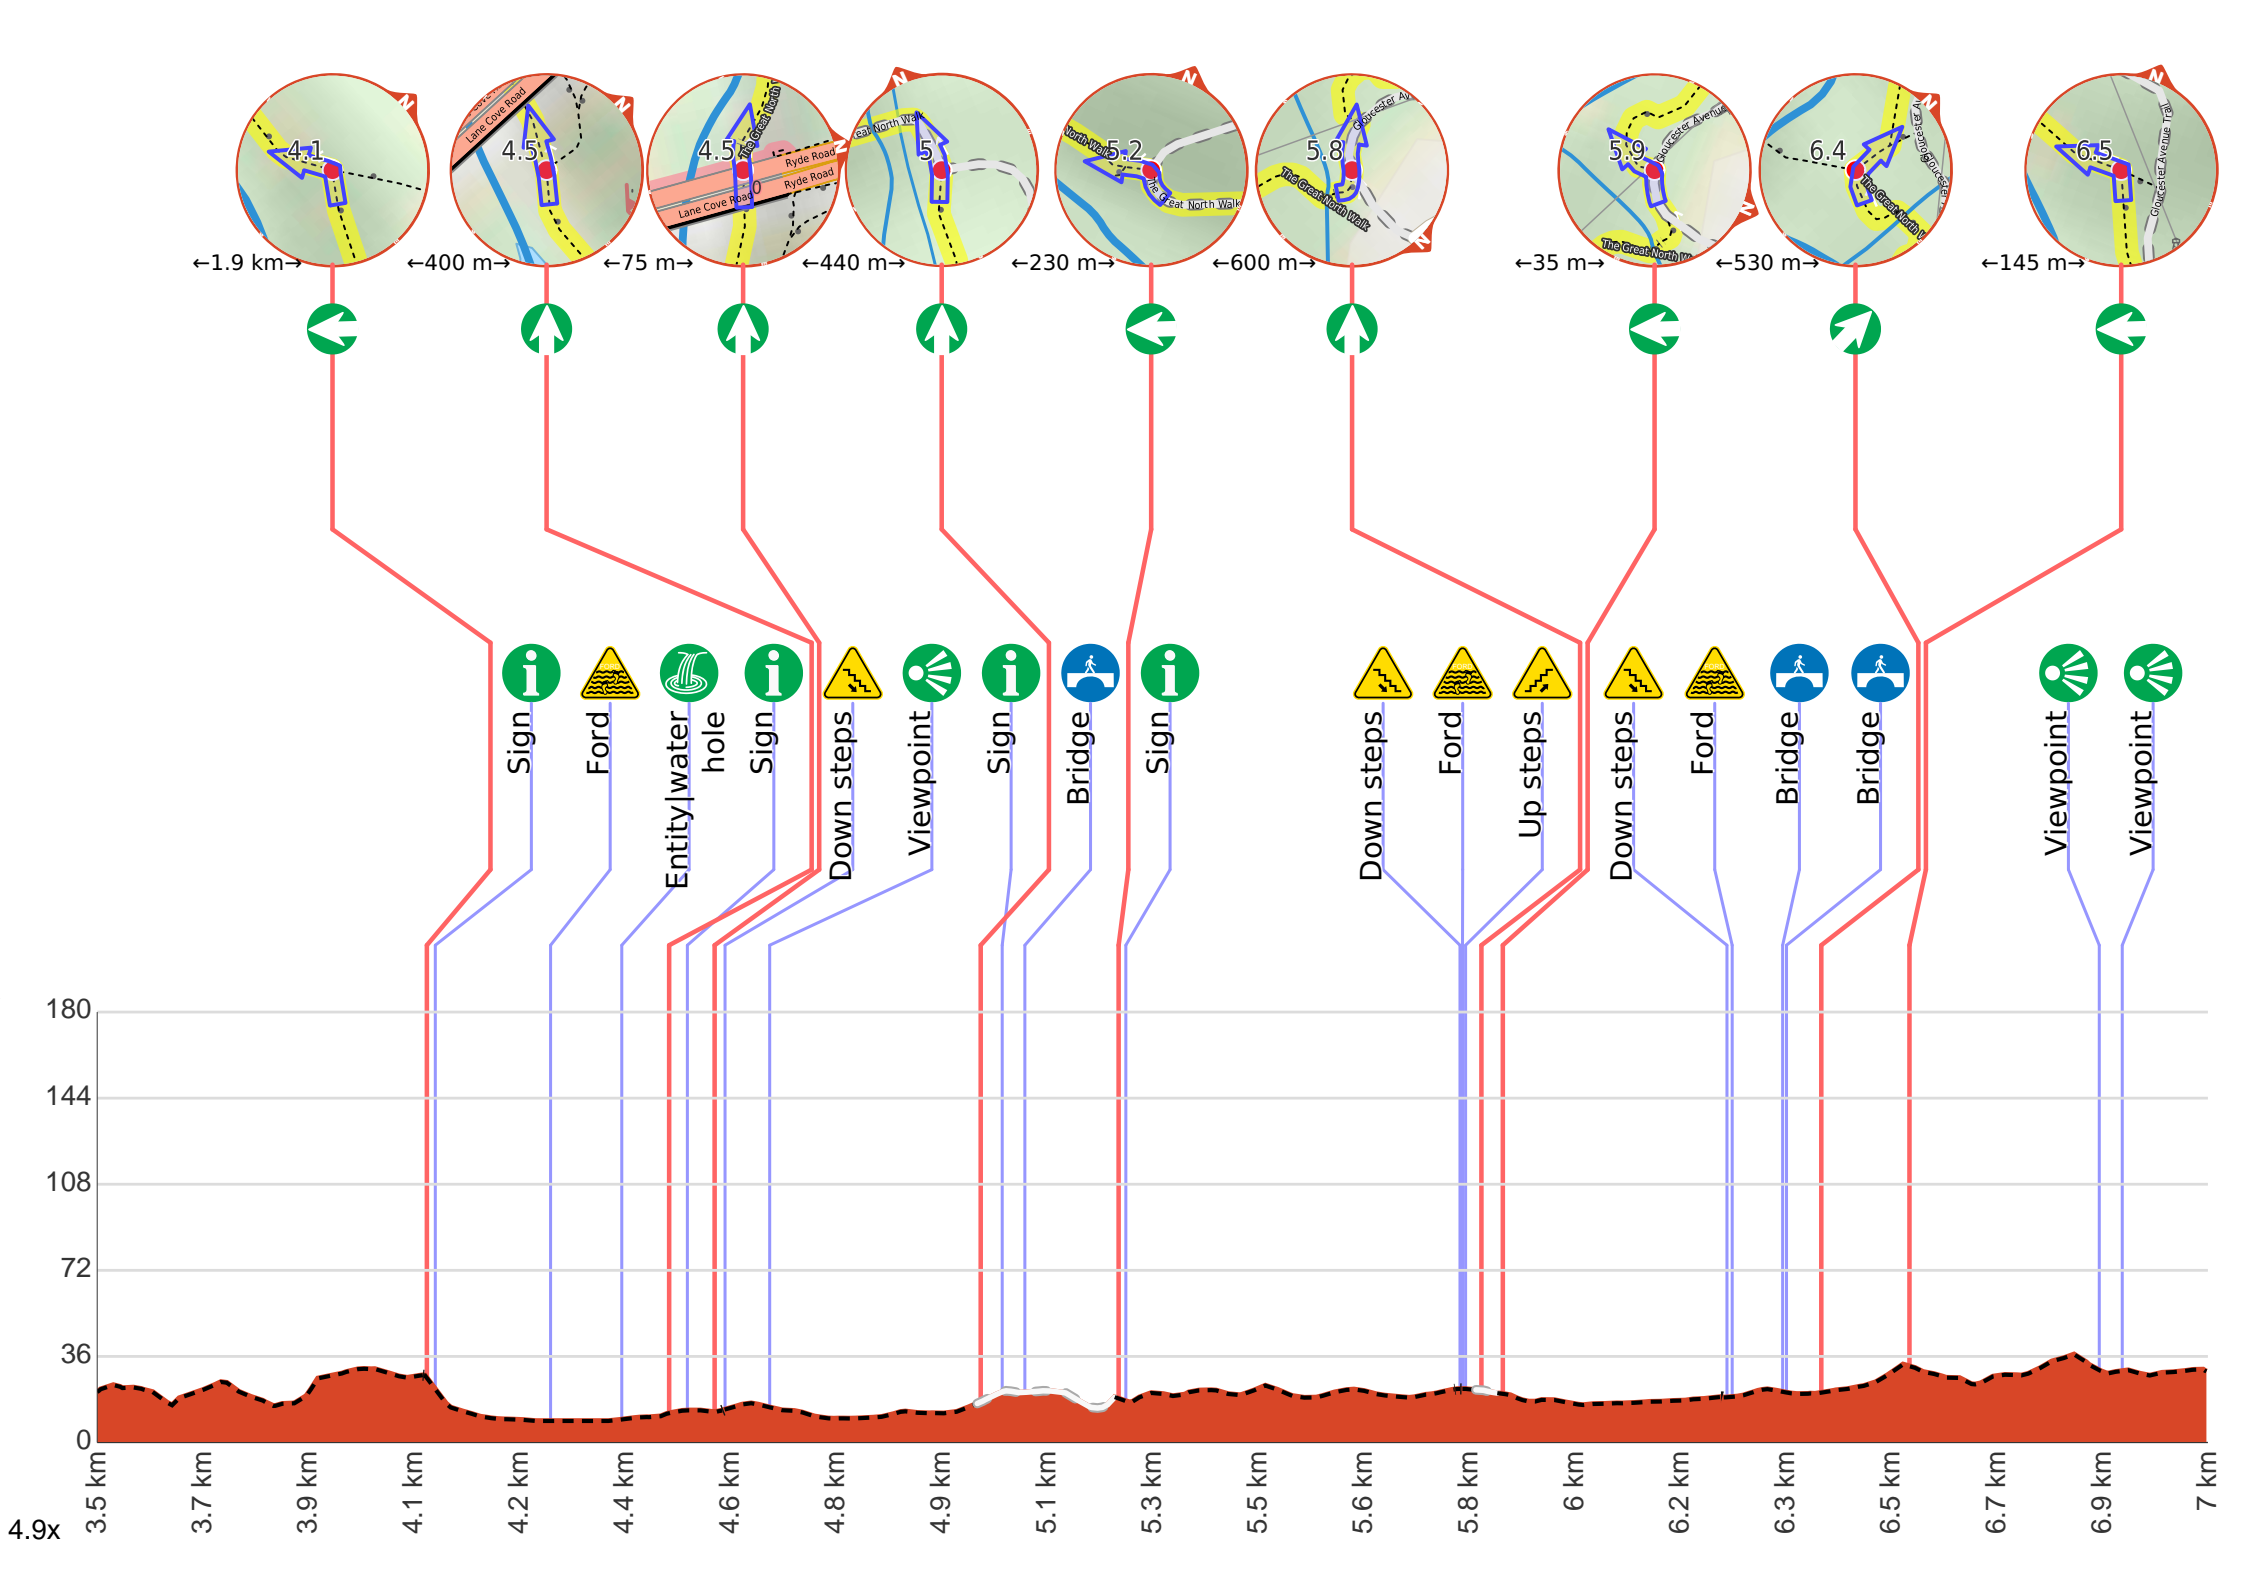 N
N
N
N
N
N
N
N
N
Lane Cove Road
The Great North
Ryde Road
Ryde Road
Lane Cove Road
eat North Walk
North Walk
The Great North Walk
Gloucester Av
The Great North Walk
Gloucester Avenue
The Great North W
Gloucester Av
Gloucester
The Great North W
Gloucester Avenue Trail
4.1
4.5
4.5
5
5.2
5.8
5.9
6.4
6.5
←1.9 km→
←400 m→
←75 m→
←440 m→
←230 m→
←600 m→
←35 m→
←530 m→
←145 m→
Sign
Ford
Entity|water
hole
Sign
Down steps
Viewpoint
Sign
Bridge
Sign
Down steps
Ford
Up steps
Down steps
Ford
Bridge
Bridge
Viewpoint
Viewpoint
180
144
108
72
36
0
3.5 km
3.7 km
3.9 km
4.1 km
4.2 km
4.4 km
4.6 km
4.8 km
4.9 km
5.1 km
5.3 km
5.5 km
5.6 km
5.8 km
6 km
6.2 km
6.3 km
6.5 km
6.7 km
6.9 km
7 km
4.9x